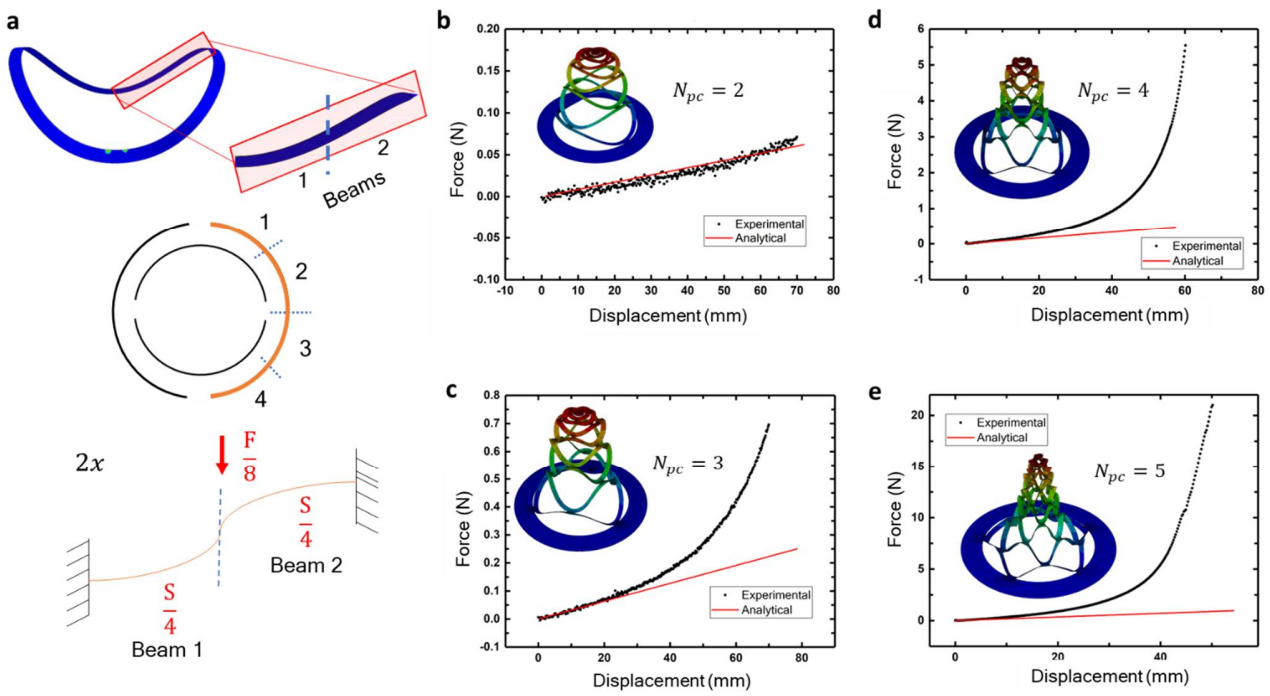 a
1
2
Beams
1
2
3
4
2x
F
8
S
4
Beam 1
S
4
Beam 2
b
0.20
0.15
0.10
0.05
0.00
-0.05
-0.10
-10 0 10 20 30 40 50 60 70 80
Force (N)
Displacement (mm)
N_pc = 2
Experimental
Analytical
c
0.8
0.7
0.6
0.5
0.4
0.3
0.2
0.1
0.0
-0.1
0 10 20 30 40 50 60 70 80
Force (N)
Displacement (mm)
N_pc = 3
Experimental
Analytical
d
6
5
4
3
2
1
0
-1
0 20 40 60 80
Force (N)
Displacement (mm)
N_pc = 4
Experimental
Analytical
e
20
15
10
5
0
0 20 40
Force (N)
Displacement (mm)
Experimental
Analytical
N_pc = 5